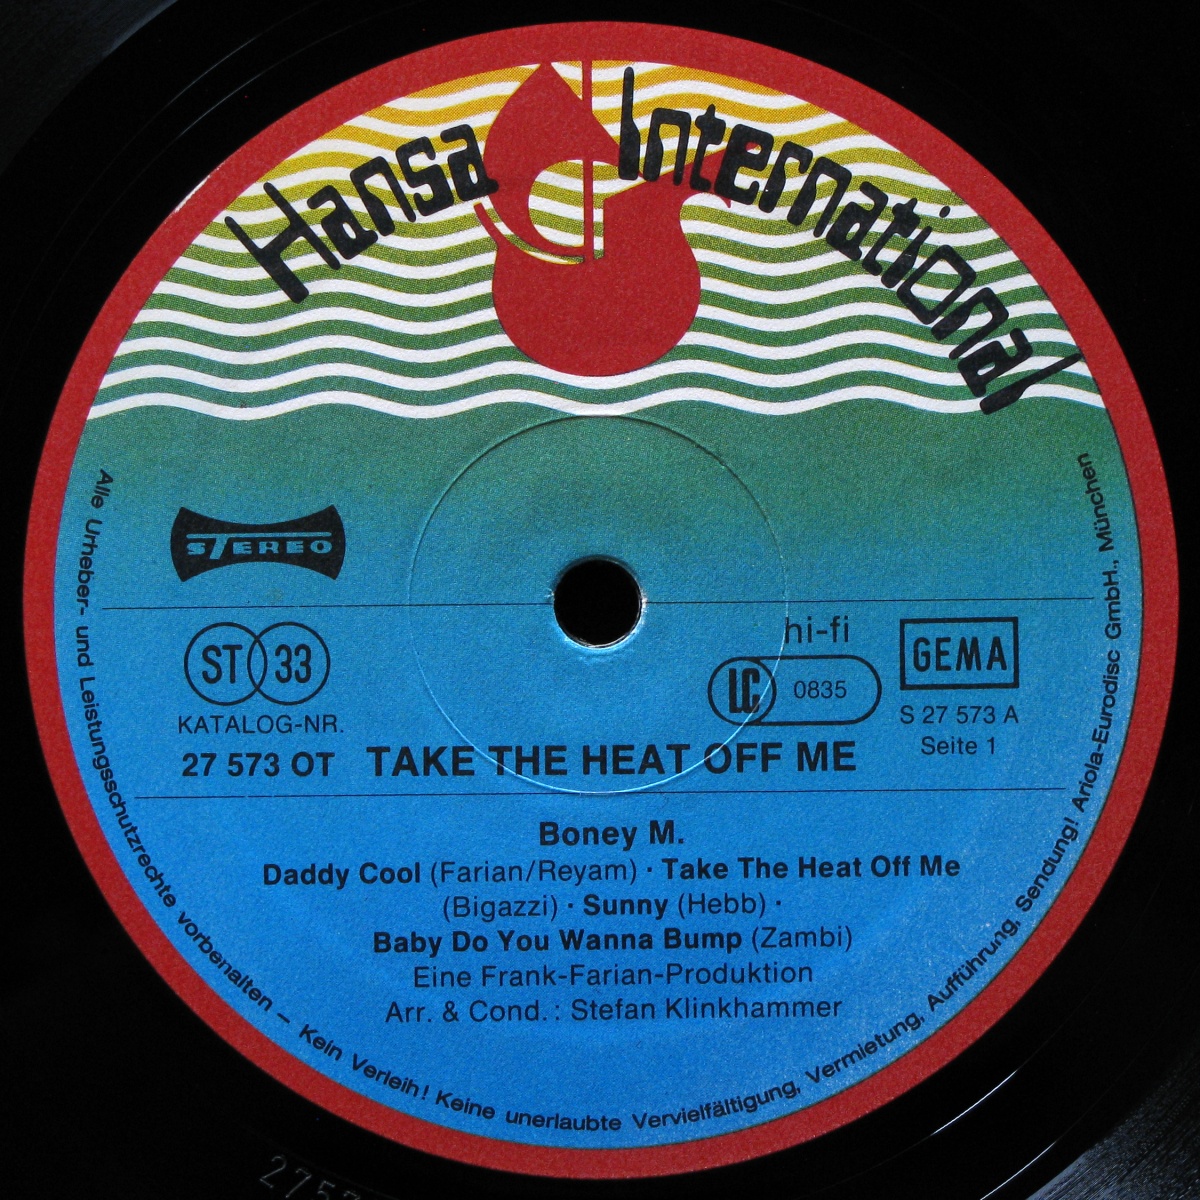 Hansa International
STEREO
ST 33
hi-fi
LC 0835
GEMA
KATALOG-NR.
S 27 573 A
27 573 OT TAKE THE HEAT OFF ME
Seite 1
Boney M.
Daddy Cool (Farian/Reyam) · Take The Heat Off Me
(Bigazzi) · Sunny (Hebb) ·
Baby Do You Wanna Bump (Zambi)
Eine Frank-Farian-Produktion
Arr. & Cond.: Stefan Klinkhammer
Alle Urheber- und Leistungsschutzrechte vorbehalten – Kein Verleih! Keine unerlaubte Vervielfältigung, Vermietung, Aufführung, Sendung! Ariola-Eurodisc GmbH., München